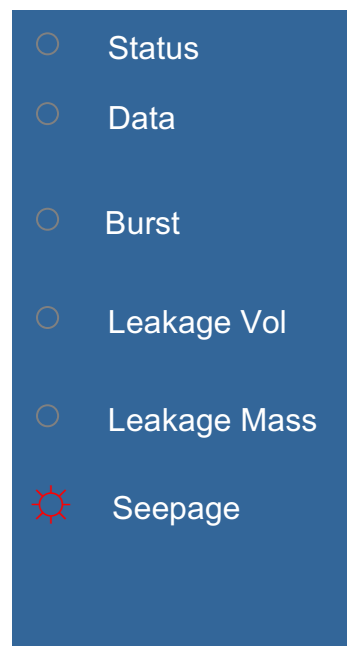 Status
Data
Burst
Leakage Vol
Leakage Mass
Seepage